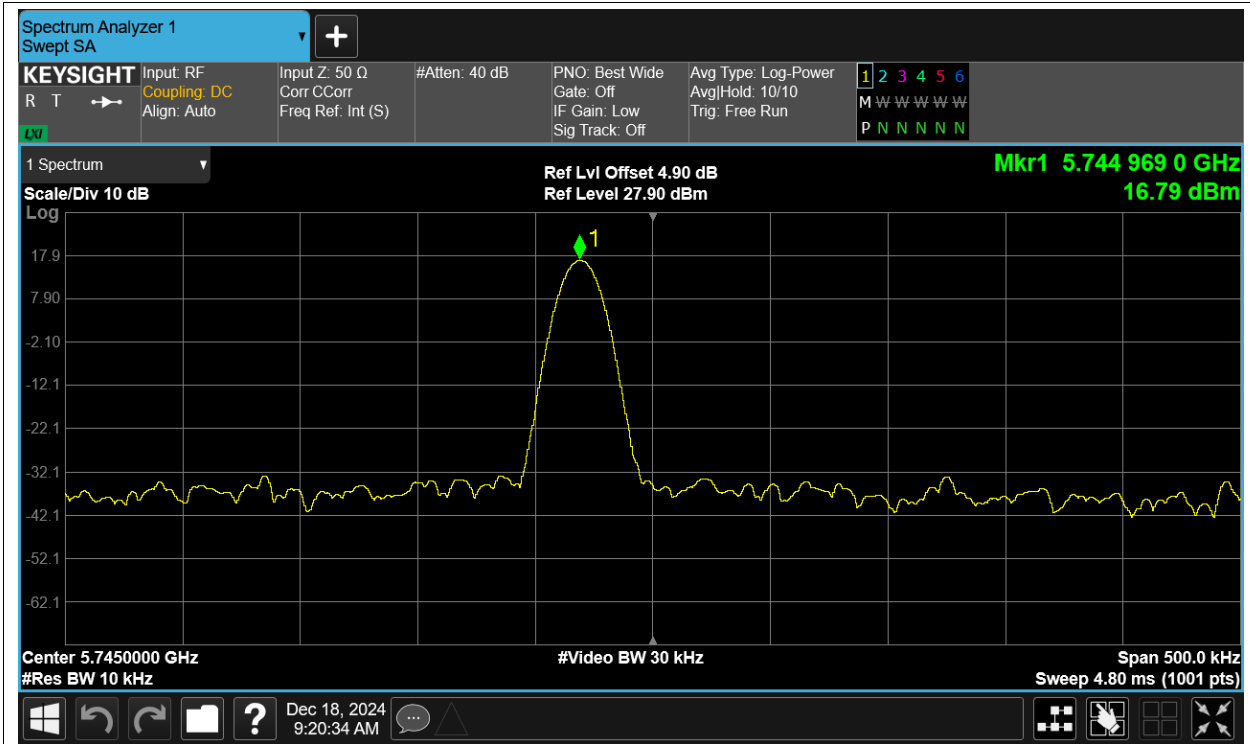 Spectrum Analyzer 1
Swept SA
KEYSIGHT
R T
LXI
Input: RF
Coupling: DC
Align: Auto
Input Z: 50 Ω
Corr CCorr
Freq Ref: Int (S)
#Atten: 40 dB
PNO: Best Wide
Gate: Off
IF Gain: Low
Sig Track: Off
Avg Type: Log-Power
Avg|Hold: 10/10
Trig: Free Run
1 2 3 4 5 6
M W W W W W
P N N N N N
1 Spectrum
Scale/Div 10 dB
Log
Ref Lvl Offset 4.90 dB
Ref Level 27.90 dBm
Mkr1 5.744 969 0 GHz
16.79 dBm
1
17.9
7.90
-2.10
-12.1
-22.1
-32.1
-42.1
-52.1
-62.1
Center 5.7450000 GHz
#Res BW 10 kHz
#Video BW 30 kHz
Span 500.0 kHz
Sweep 4.80 ms (1001 pts)
?
Dec 18, 2024
9:20:34 AM